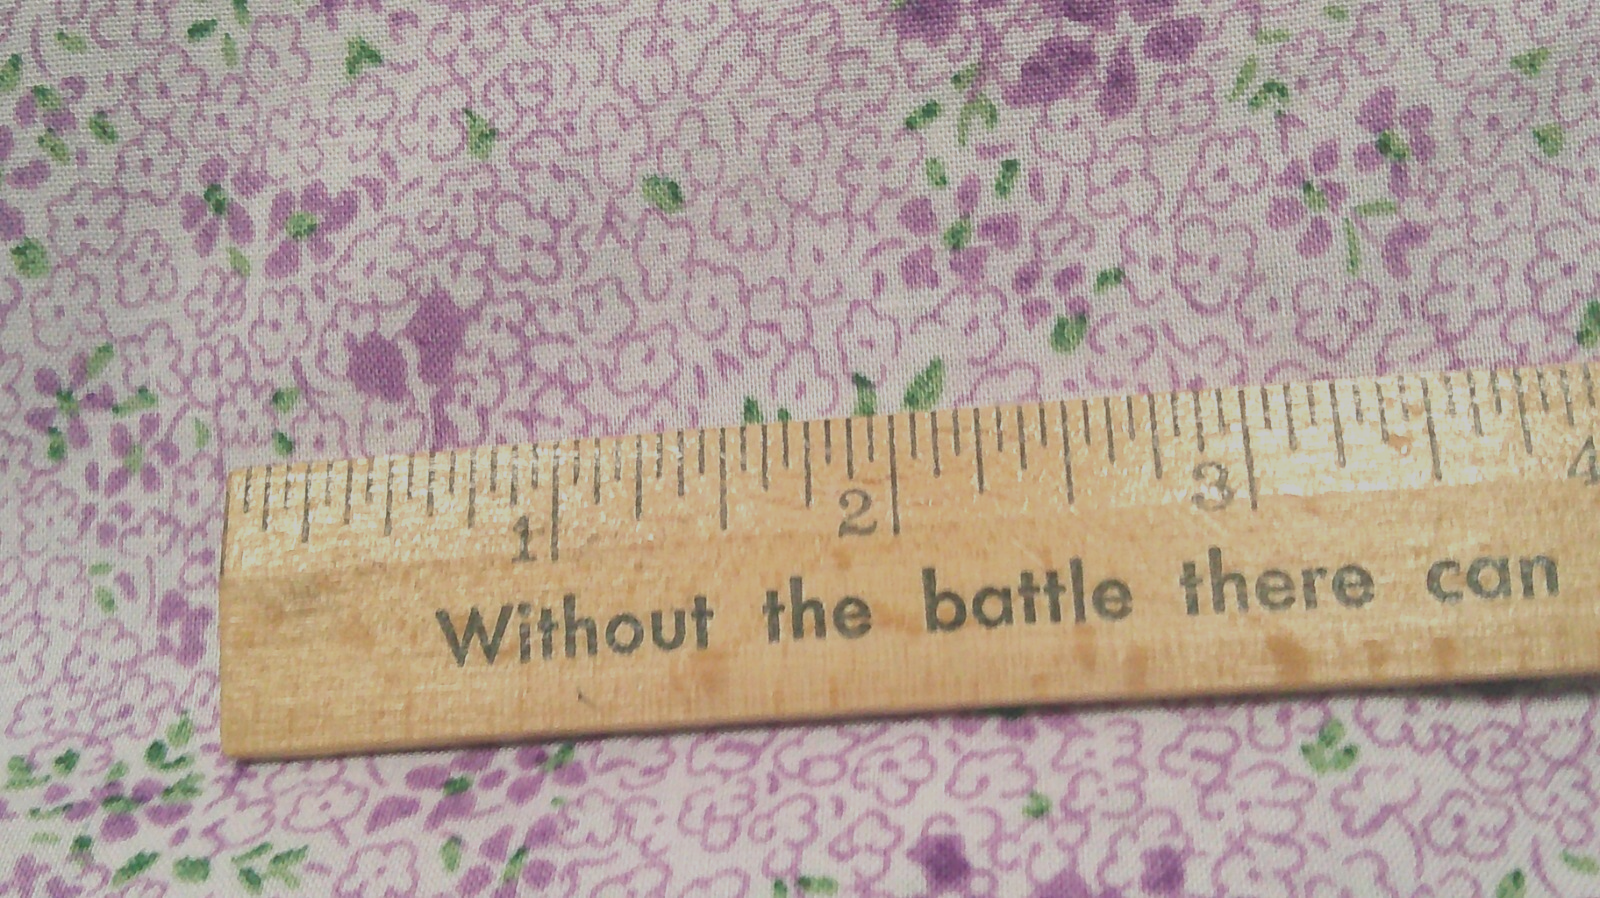 1 2 3 4
Without the battle there can